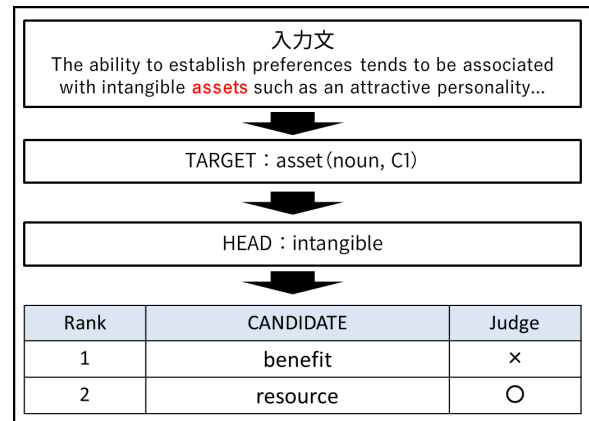 入力文
The ability to establish preferences tends to be associated
with intangible assets such as an attractive personality...
TARGET：asset(noun, C1)
HEAD：intangible
Rank CANDIDATE Judge
1 benefit ×
2 resource ○